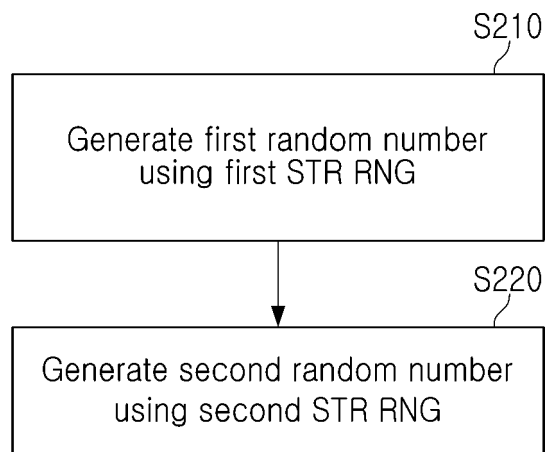 S210
Generate first random number
using first STR RNG
S220
Generate second random number
using second STR RNG